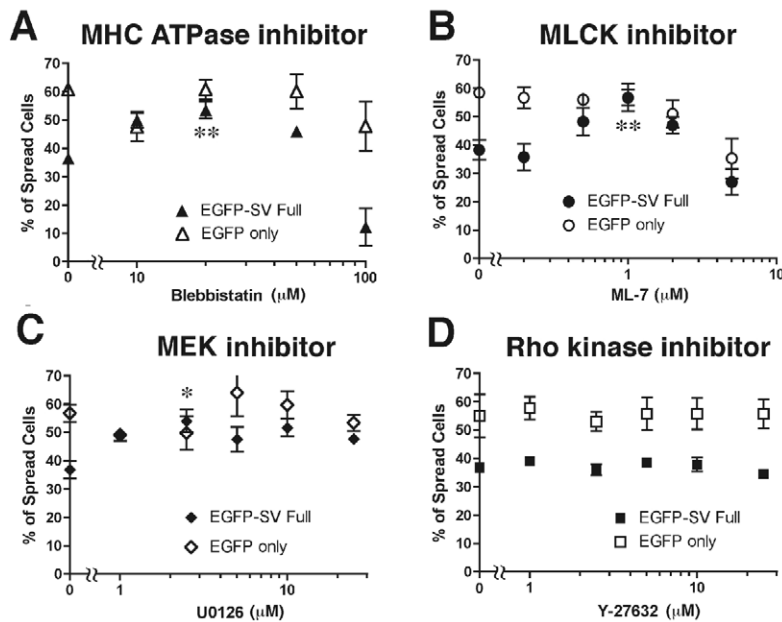 A
MHC ATPase inhibitor
% of Spread Cells
70
60
50
40
30
20
10
0
**
EGFP-SV Full
EGFP only
0
10
100
Blebbistatin (μM)
B
MLCK inhibitor
% of Spread Cells
70
60
50
40
30
20
10
0
**
EGFP-SV Full
EGFP only
0
1
10
ML-7 (μM)
C
MEK inhibitor
% of Spread Cells
70
60
50
40
30
20
10
0
*
EGFP-SV Full
EGFP only
0
1
10
U0126 (μM)
D
Rho kinase inhibitor
% of Spread Cells
70
60
50
40
30
20
10
0
EGFP-SV Full
EGFP only
0
1
10
Y-27632 (μM)